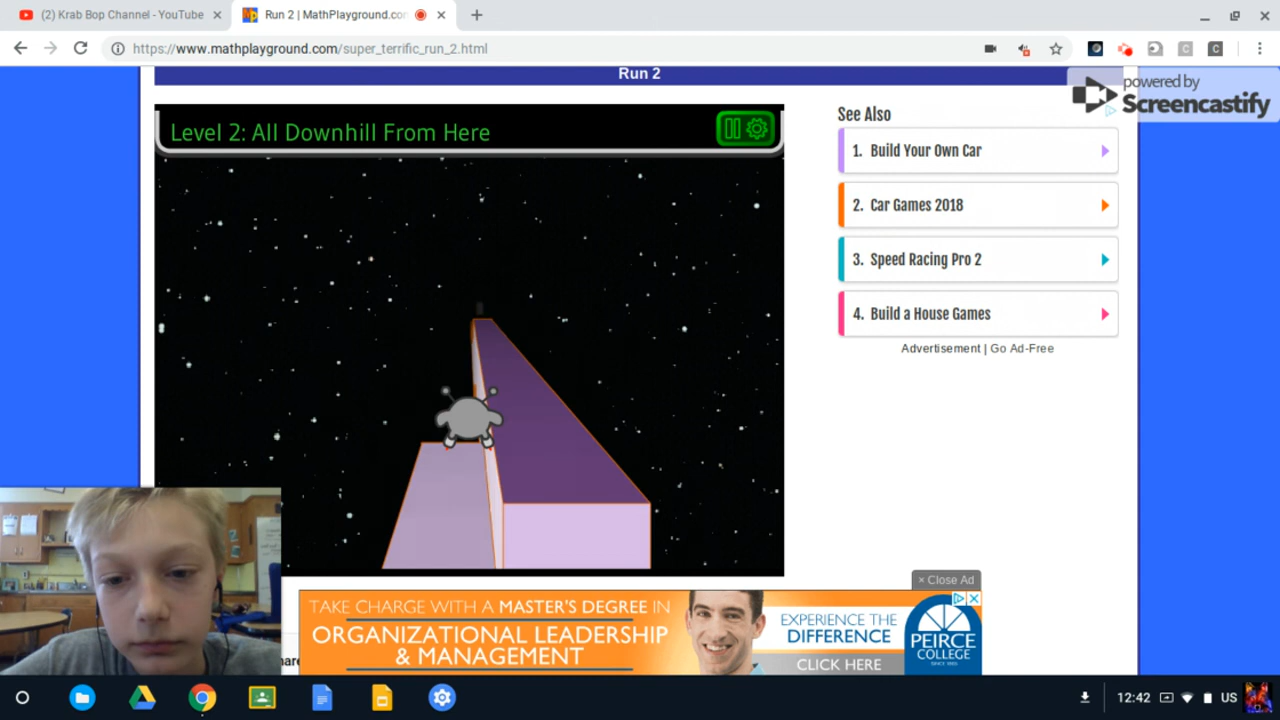 (2) Krab Bop Channel - YouTube
Run 2 | MathPlayground.co
https://www.mathplayground.com/super_terrific_run_2.html
Run 2
powered by
Screencastify
Level 2: All Downhill From Here
See Also
1. Build Your Own Car
2. Car Games 2018
3. Speed Racing Pro 2
4. Build a House Games
Advertisement | Go Ad-Free
× Close Ad
TAKE CHARGE WITH A MASTER'S DEGREE IN
ORGANIZATIONAL LEADERSHIP
& MANAGEMENT
EXPERIENCE THE
DIFFERENCE
CLICK HERE
PEIRCE
COLLEGE
SINCE 1865
hare
12:42
US